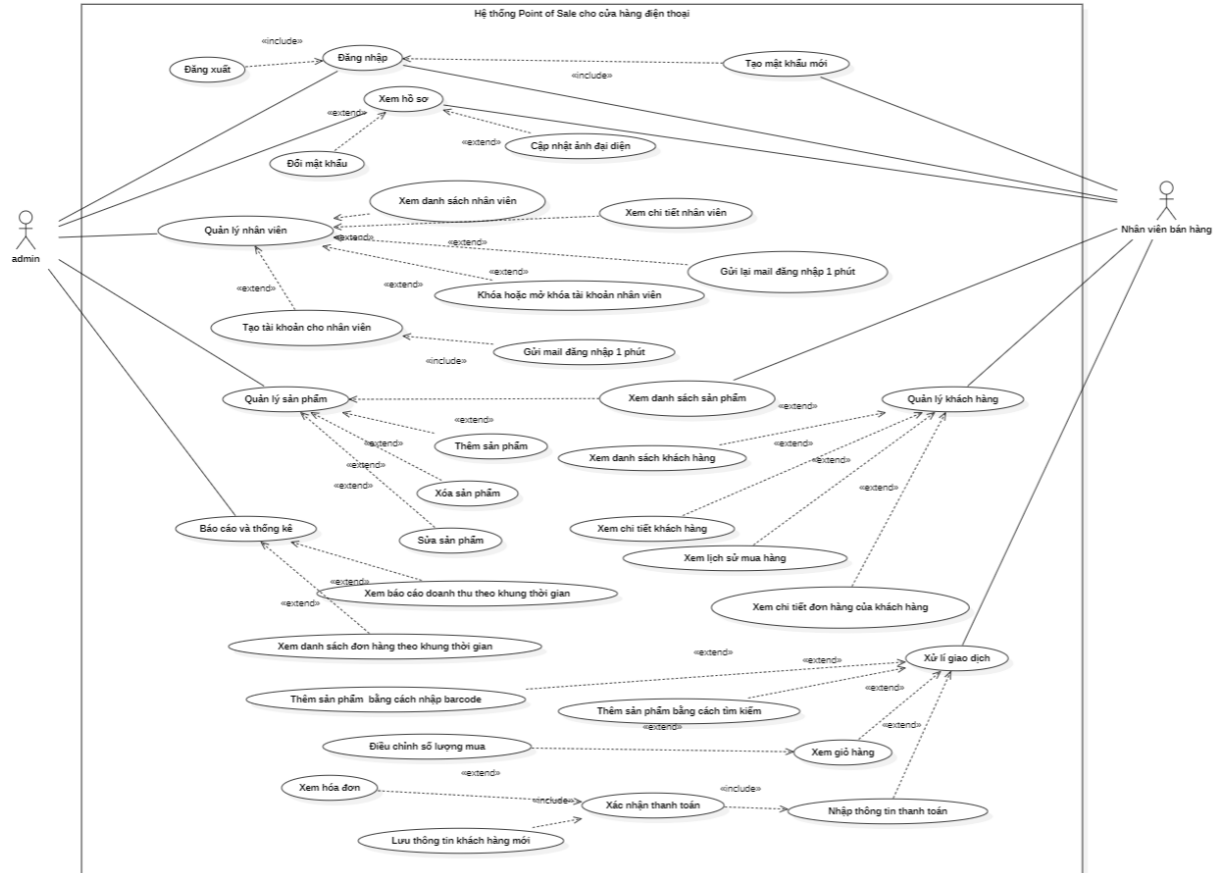 Hệ thống Point of Sale cho cửa hàng điện thoại
«include»
Đăng nhập
Đăng xuất
Tạo mật khẩu mới
«include»
Xem hồ sơ
«extend»
«extend»
Cập nhật ảnh đại diện
Đổi mật khẩu
Xem danh sách nhân viên
Xem chi tiết nhân viên
Quản lý nhân viên
Nhân viên bán hàng
«extend»
«extend»
admin
«extend»
Gửi lại mail đăng nhập 1 phút
«extend»
«extend»
Khóa hoặc mở khóa tài khoản nhân viên
Tạo tài khoản cho nhân viên
Gửi mail đăng nhập 1 phút
«include»
Quản lý sản phẩm
Xem danh sách sản phẩm
Quản lý khách hàng
«extend»
«extend»
Thêm sản phẩm
«extend»
Xem danh sách khách hàng
«extend»
«extend»
«extend»
«extend»
Xóa sản phẩm
Báo cáo và thống kê
Xem chi tiết khách hàng
Sửa sản phẩm
Xem lịch sử mua hàng
«extend»
Xem báo cáo doanh thu theo khung thời gian
«extend»
Xem chi tiết đơn hàng của khách hàng
Xem danh sách đơn hàng theo khung thời gian
«extend»
«extend»
Xử lí giao dịch
«extend»
Thêm sản phẩm bằng cách nhập barcode
Thêm sản phẩm bằng cách tìm kiếm
«extend»
«extend»
Điều chỉnh số lượng mua
Xem giỏ hàng
«extend»
Xem hóa đơn
«include»
«include»
Xác nhận thanh toán
Nhập thông tin thanh toán
Lưu thông tin khách hàng mới